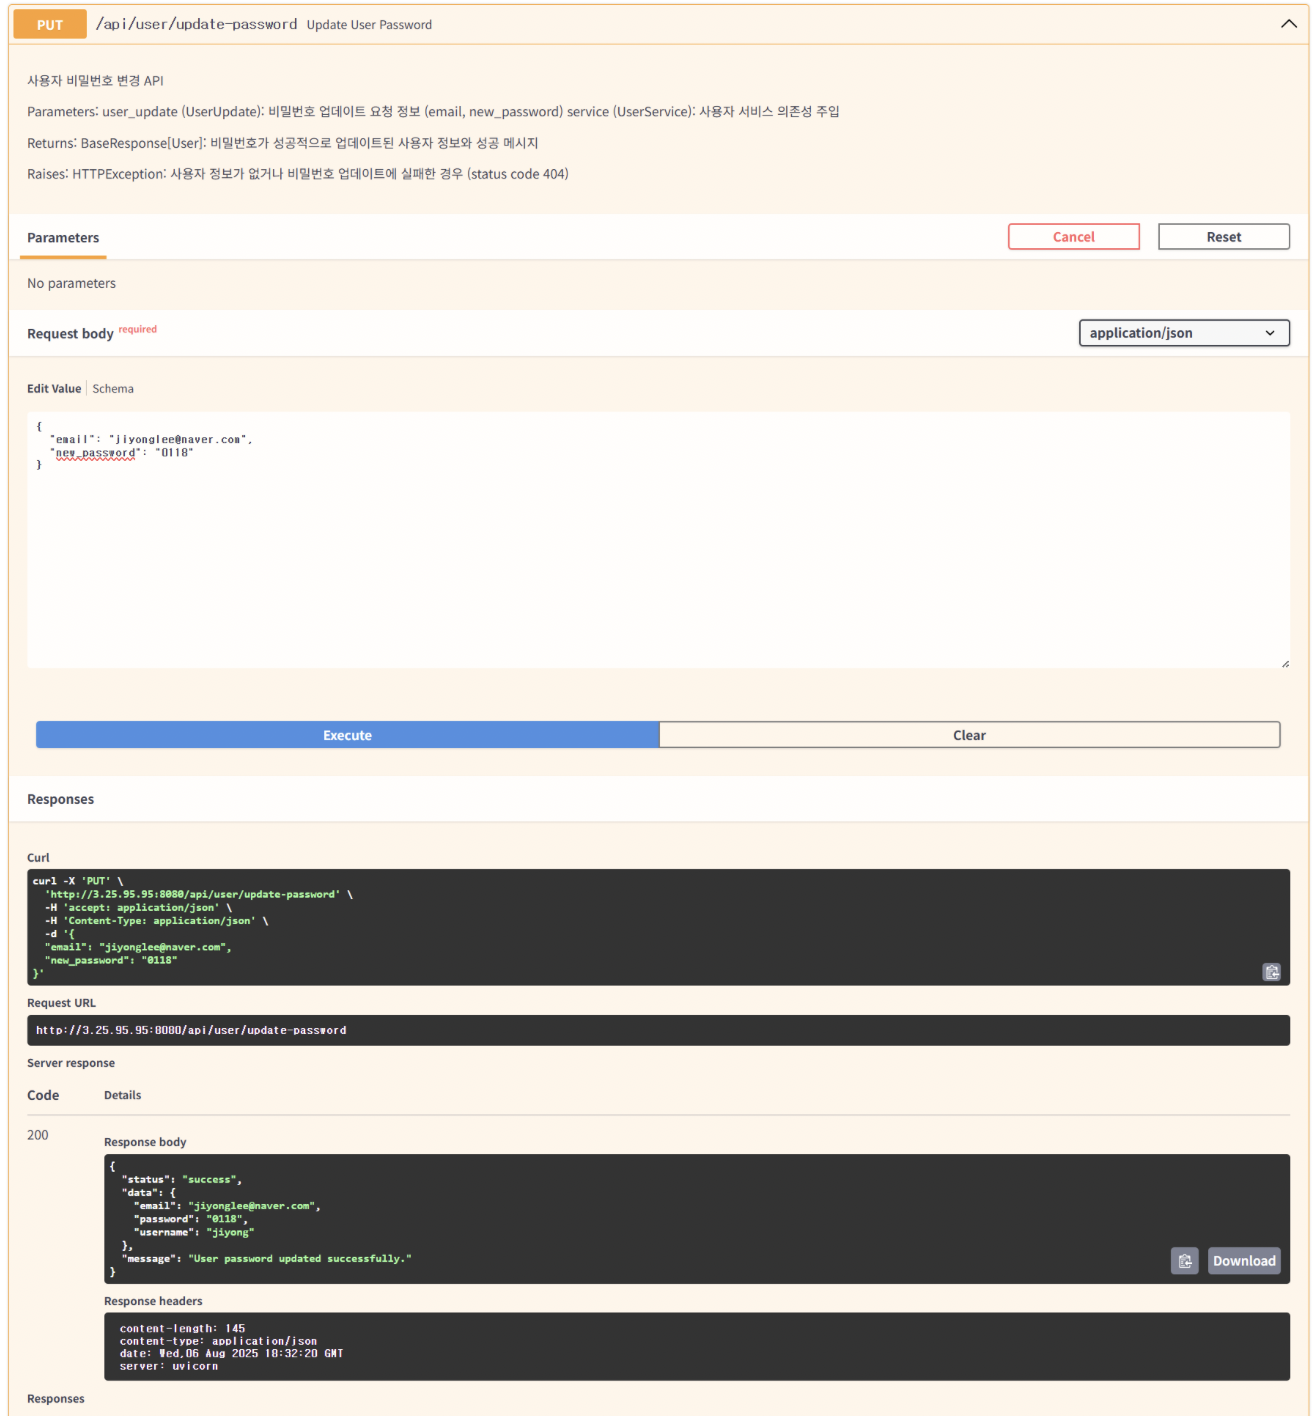 PUT /api/user/update-password Update User Password
사용자 비밀번호 변경 API
Parameters: user_update (UserUpdate): 비밀번호 업데이트 요청 정보 (email, new_password) service (UserService): 사용자 서비스 의존성 주입
Returns: BaseResponse[User]: 비밀번호가 성공적으로 업데이트된 사용자 정보와 성공 메시지
Raises: HTTPException: 사용자 정보가 없거나 비밀번호 업데이트에 실패한 경우 (status code 404)
Parameters Cancel Reset
No parameters
Request body required application/json
Edit Value Schema
{
"email": "jiyonglee@naver.com",
"new_password": "0118"
}
Execute Clear
Responses
Curl
curl -X 'PUT' \
'http://3.25.95.95:8080/api/user/update-password' \
-H 'accept: application/json' \
-H 'Content-Type: application/json' \
-d '{
"email": "jiyonglee@naver.com",
"new_password": "0118"
}'
Request URL
http://3.25.95.95:8080/api/user/update-password
Server response
Code Details
200
Response body
{
"status": "success",
"data": {
"email": "jiyonglee@naver.com",
"password": "0118",
"username": "jiyong"
},
"message": "User password updated successfully."
}
Download
Response headers
content-length: 145
content-type: application/json
date: Wed,06 Aug 2025 18:32:20 GMT
server: uvicorn
Responses